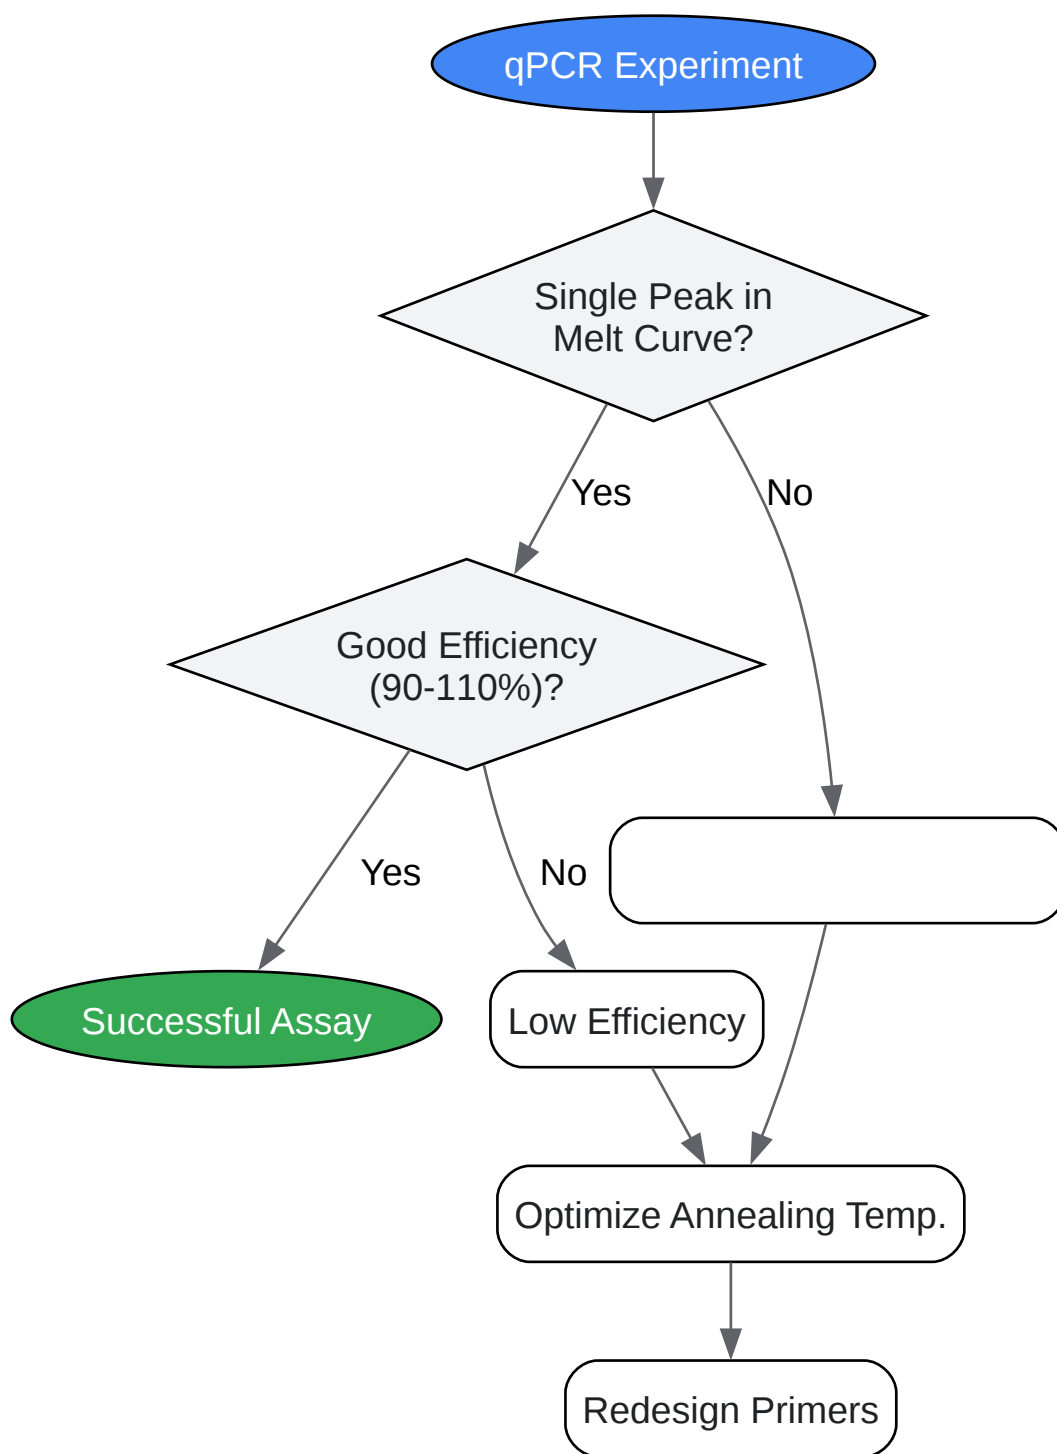 qPCR Experiment
Single Peak in
Melt Curve?
Yes
No
Good Efficiency
(90-110%)?
Yes
No
Successful Assay
Low Efficiency
Optimize Annealing Temp.
Redesign Primers